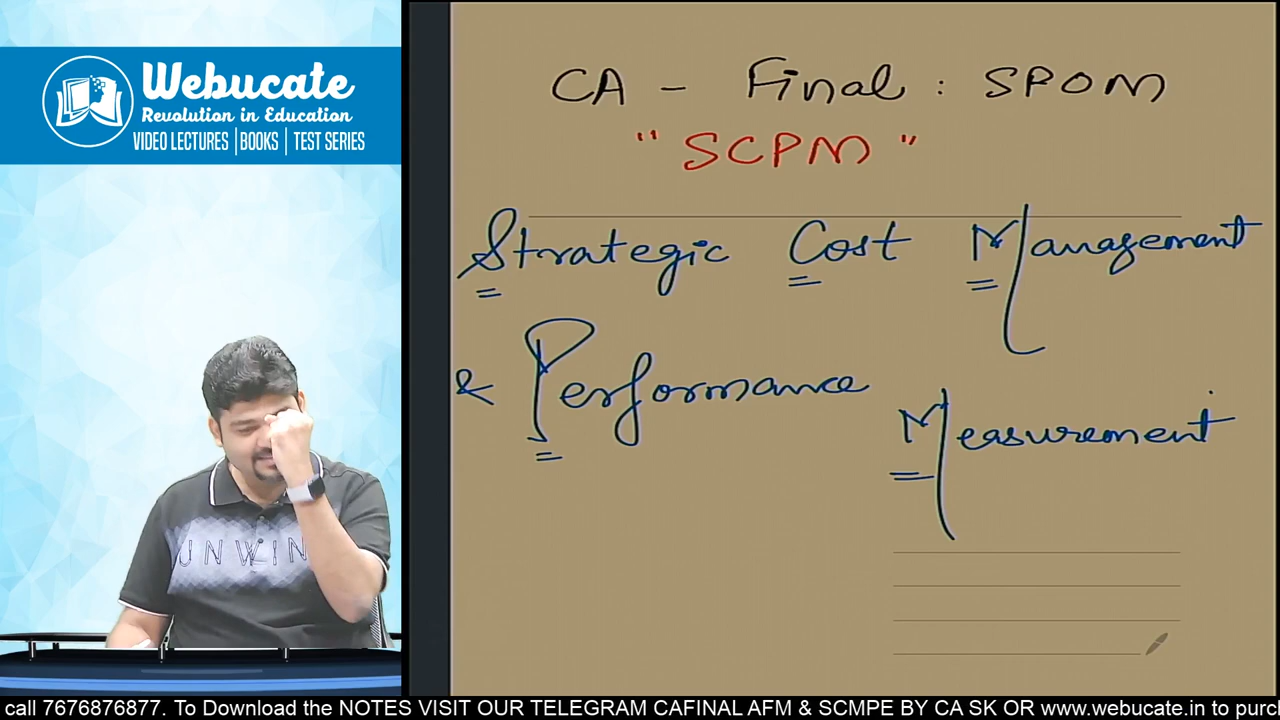 Webucate
Revolution in Education
VIDEO LECTURES | BOOKS | TEST SERIES
CA - Final : SPOM
"SCPM"
Strategic Cost Management
& Performance
Measurement
UNWIN
call 7676876877. To Download the NOTES VISIT OUR TELEGRAM CAFINAL AFM & SCMPE BY CA SK OR www.webucate.in to purc